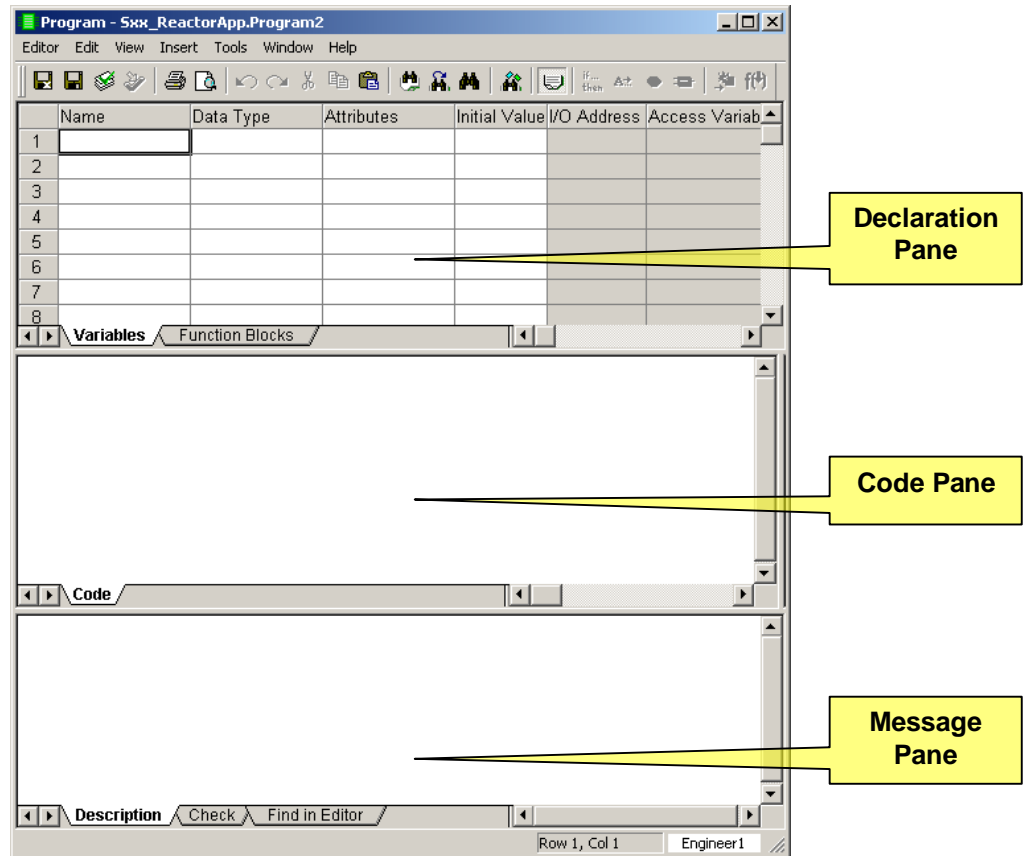 Program - Sxx_ReactorApp.Program2
Editor Edit View Insert Tools Window Help
if... then
Name Data Type Attributes Initial Value I/O Address Access Variab
1
2
3
4
5
6
7
8
Variables Function Blocks
Declaration
Pane
Code Pane
Code
Message
Pane
Description Check Find in Editor
Row 1, Col 1 Engineer1